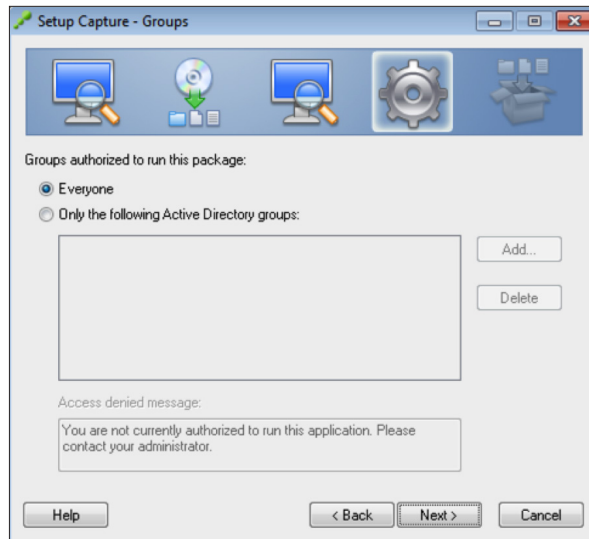 Setup Capture - Groups
Groups authorized to run this package:
Everyone
Only the following Active Directory groups:
Add...
Delete
Access denied message:
You are not currently authorized to run this application. Please
contact your administrator.
Help
< Back
Next >
Cancel